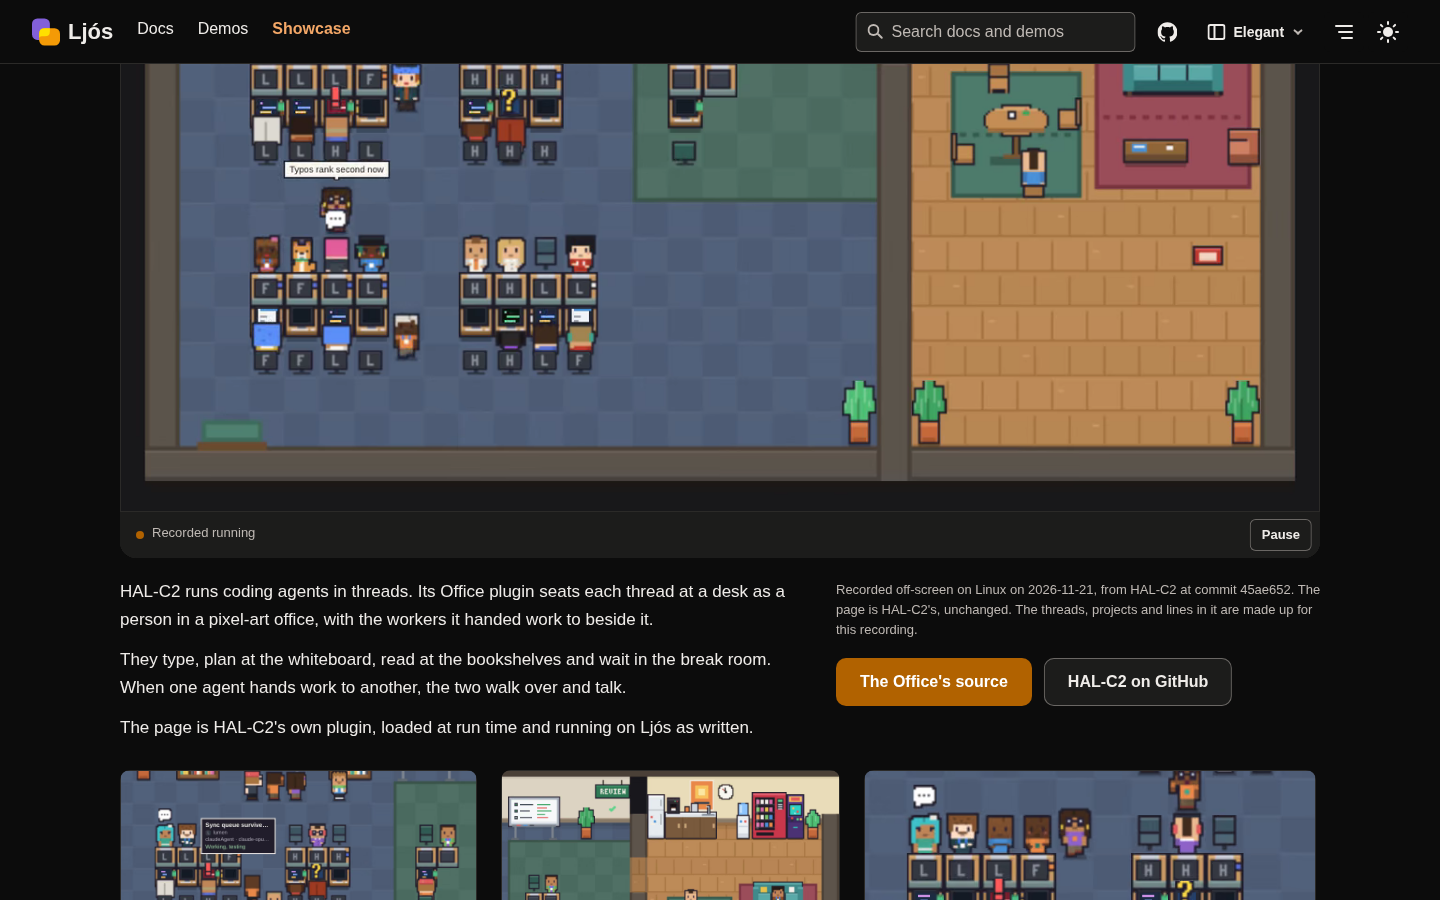 Ljós Docs Demos Showcase Search docs and demos Elegant
L L L F H H H
?
L L H L H H H
Typos rank second now
F F L L H H L L
F F L L H H L F
Recorded running Pause
HAL-C2 runs coding agents in threads. Its Office plugin seats each thread at a desk as a
person in a pixel-art office, with the workers it handed work to beside it.
They type, plan at the whiteboard, read at the bookshelves and wait in the break room.
When one agent hands work to another, the two walk over and talk.
The page is HAL-C2's own plugin, loaded at run time and running on Ljós as written.
Recorded off-screen on Linux on 2026-11-21, from HAL-C2 at commit 45ae652. The
page is HAL-C2's, unchanged. The threads, projects and lines in it are made up for
this recording.
The Office's source HAL-C2 on GitHub
Sync queue survive...
Working, testing
L L L F H H H
?
REVIEW
L L L F H H H
?